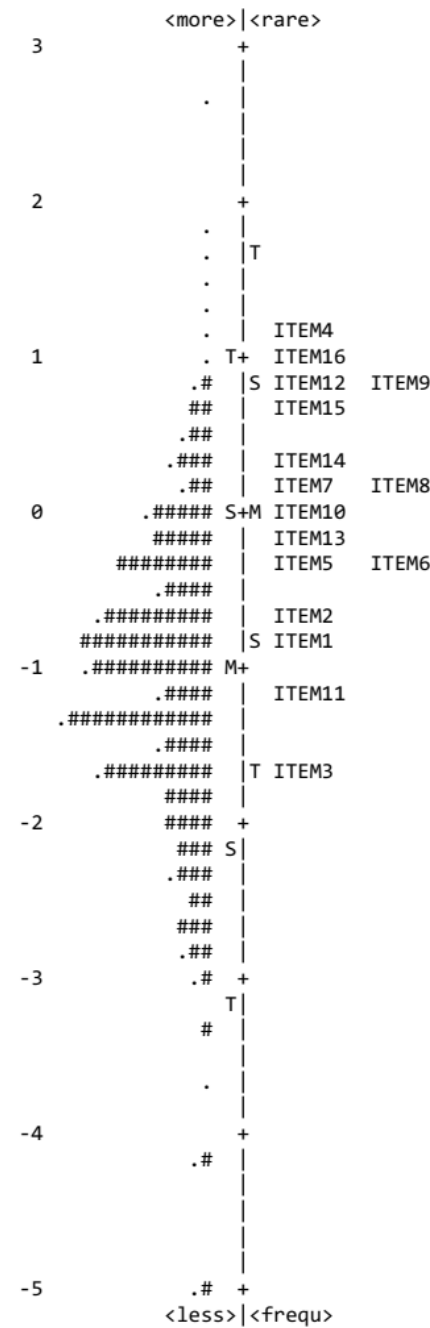 <more>|<rare>
 3                    +
                      |
                   .  |
                      |
                      |
                      |
 2                    +
                   .  |
                   .  |T
                   .  |
                   .  |
                   .  |  ITEM4
 1                 . T+  ITEM16
                  .#  |S ITEM12  ITEM9
                  ##  |  ITEM15
                 .##  |
                .###  |  ITEM14
                 .##  |  ITEM7   ITEM8
 0            .##### S+M ITEM10
               #####  |  ITEM13
            ########  |  ITEM5   ITEM6
               .####  |
          .#########  |  ITEM2
         ###########  |S ITEM1
-1       .########## M+
               .####  |  ITEM11
       .############  |
               .####  |
          .#########  |T ITEM3
                ####  |
-2              ####  +
                 ### S|
                .###  |
                  ##  |
                 ###  |
                 .##  |
-3                .#  +
                     T|
                   #  |
                      |
                   .  |
                      |
-4                    +
                  .#  |
                      |
                      |
                      |
                      |
-5                .#  +
                <less>|<frequ>